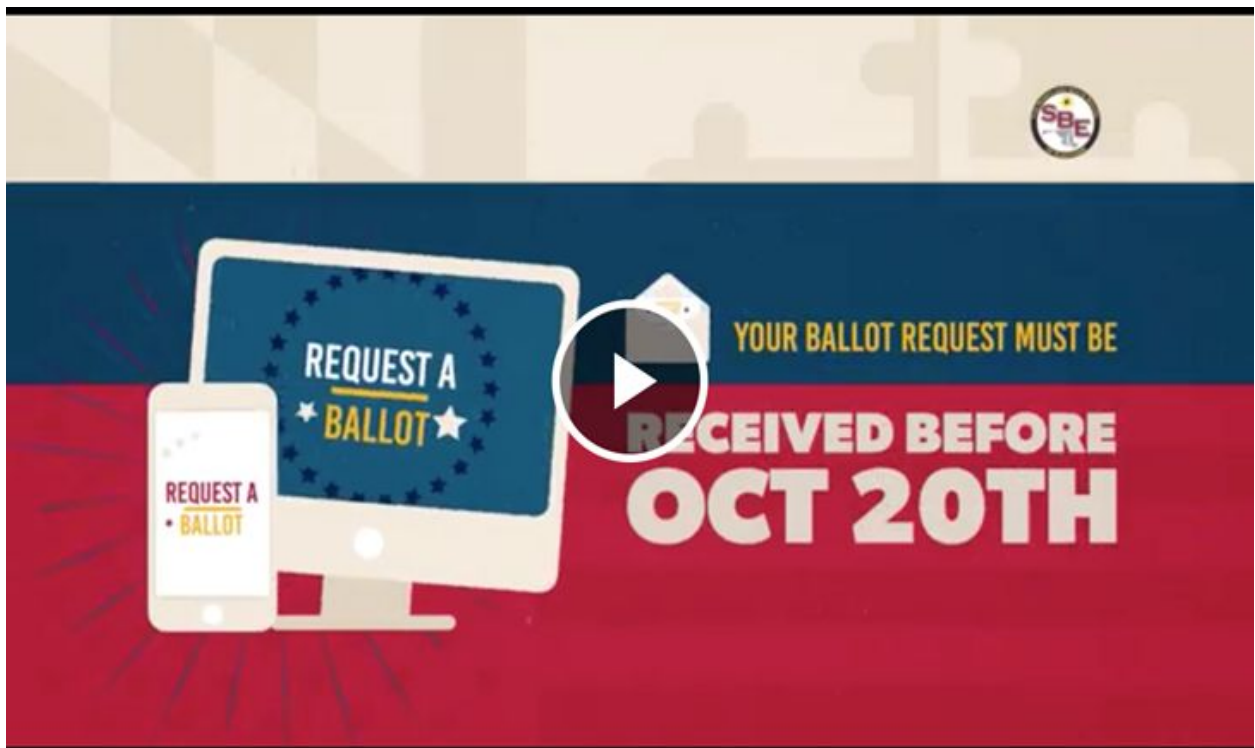 SBE
REQUEST A
BALLOT
YOUR BALLOT REQUEST MUST BE
RECEIVED BEFORE
OCT 20TH
REQUEST A
BALLOT